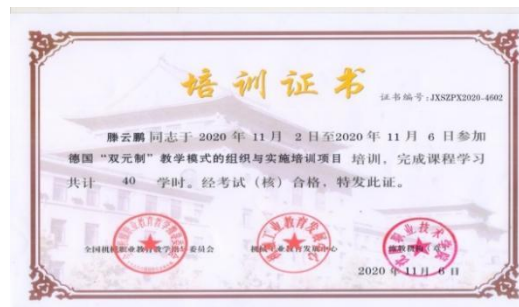 培训证书
证书编号：JXSZPX2020-4602
滕云鹏同志于 2020 年 11 月 2 日至2020 年 11 月 6 日参加
德国“双元制”教学模式的组织与实施培训项目 培训，完成课程学习
共计 40 学时。经考试（核）合格，特发此证。
全国机械职业教育教学指导委员会
机械工业教育发展中心
2020 年 11月 6 日